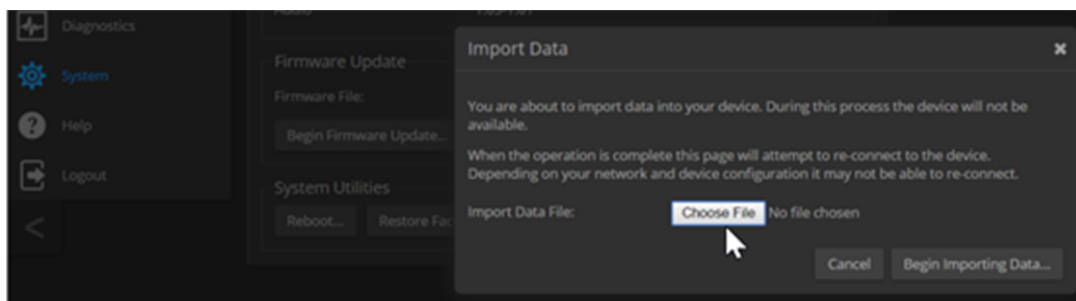 Diagnostics
System
Help
Logout
<
Audio
Firmware Update
Firmware File:
Begin Firmware Update...
System Utilities
Reboot...
Restore Fac
Import Data
You are about to import data into your device. During this process the device will not be
available.
When the operation is complete this page will attempt to re-connect to the device.
Depending on your network and device configuration it may not be able to re-connect.
Import Data File: Choose File No file chosen
Cancel Begin Importing Data...